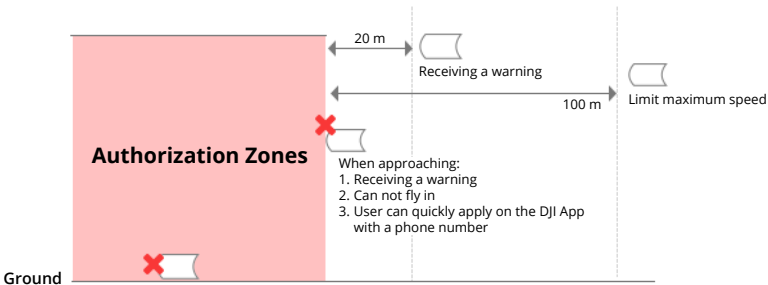 20 m
Receiving a warning
100 m
Limit maximum speed
Authorization Zones
When approaching:
1. Receiving a warning
2. Can not fly in
3. User can quickly apply on the DJI App
with a phone number
Ground